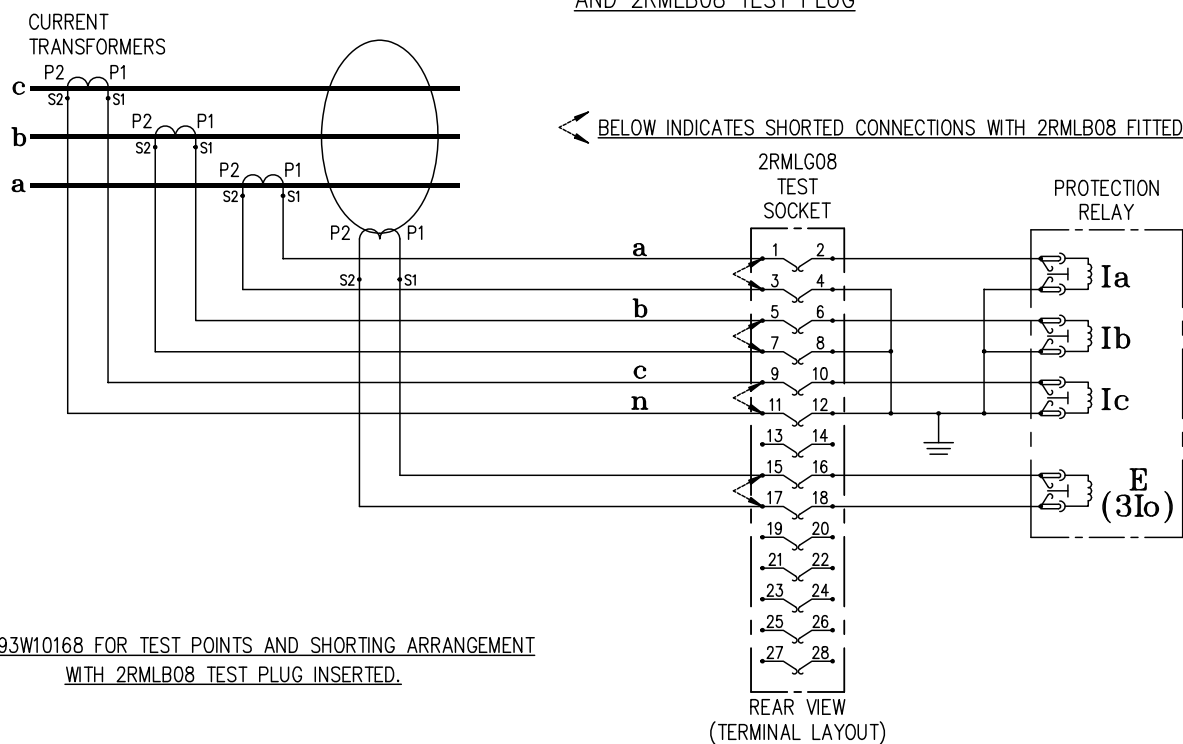 AND 2RMLB08 TEST PLUG
CURRENT
TRANSFORMERS
P2 P1
c
S2 S1
P2 P1
b
S2 S1
BELOW INDICATES SHORTED CONNECTIONS WITH 2RMLB08 FITTED
P2 P1
a
S2 S1
2RMLG08
TEST
SOCKET
PROTECTION
RELAY
P2 P1
S2 S1
a
1 2
Ia
3 4
b
5 6
Ib
7 8
c
9 10
Ic
n
11 12
13 14
15 16
E
(3Io)
17 18
19 20
21 22
23 24
25 26
27 28
93W10168 FOR TEST POINTS AND SHORTING ARRANGEMENT
WITH 2RMLB08 TEST PLUG INSERTED.
REAR VIEW
(TERMINAL LAYOUT)